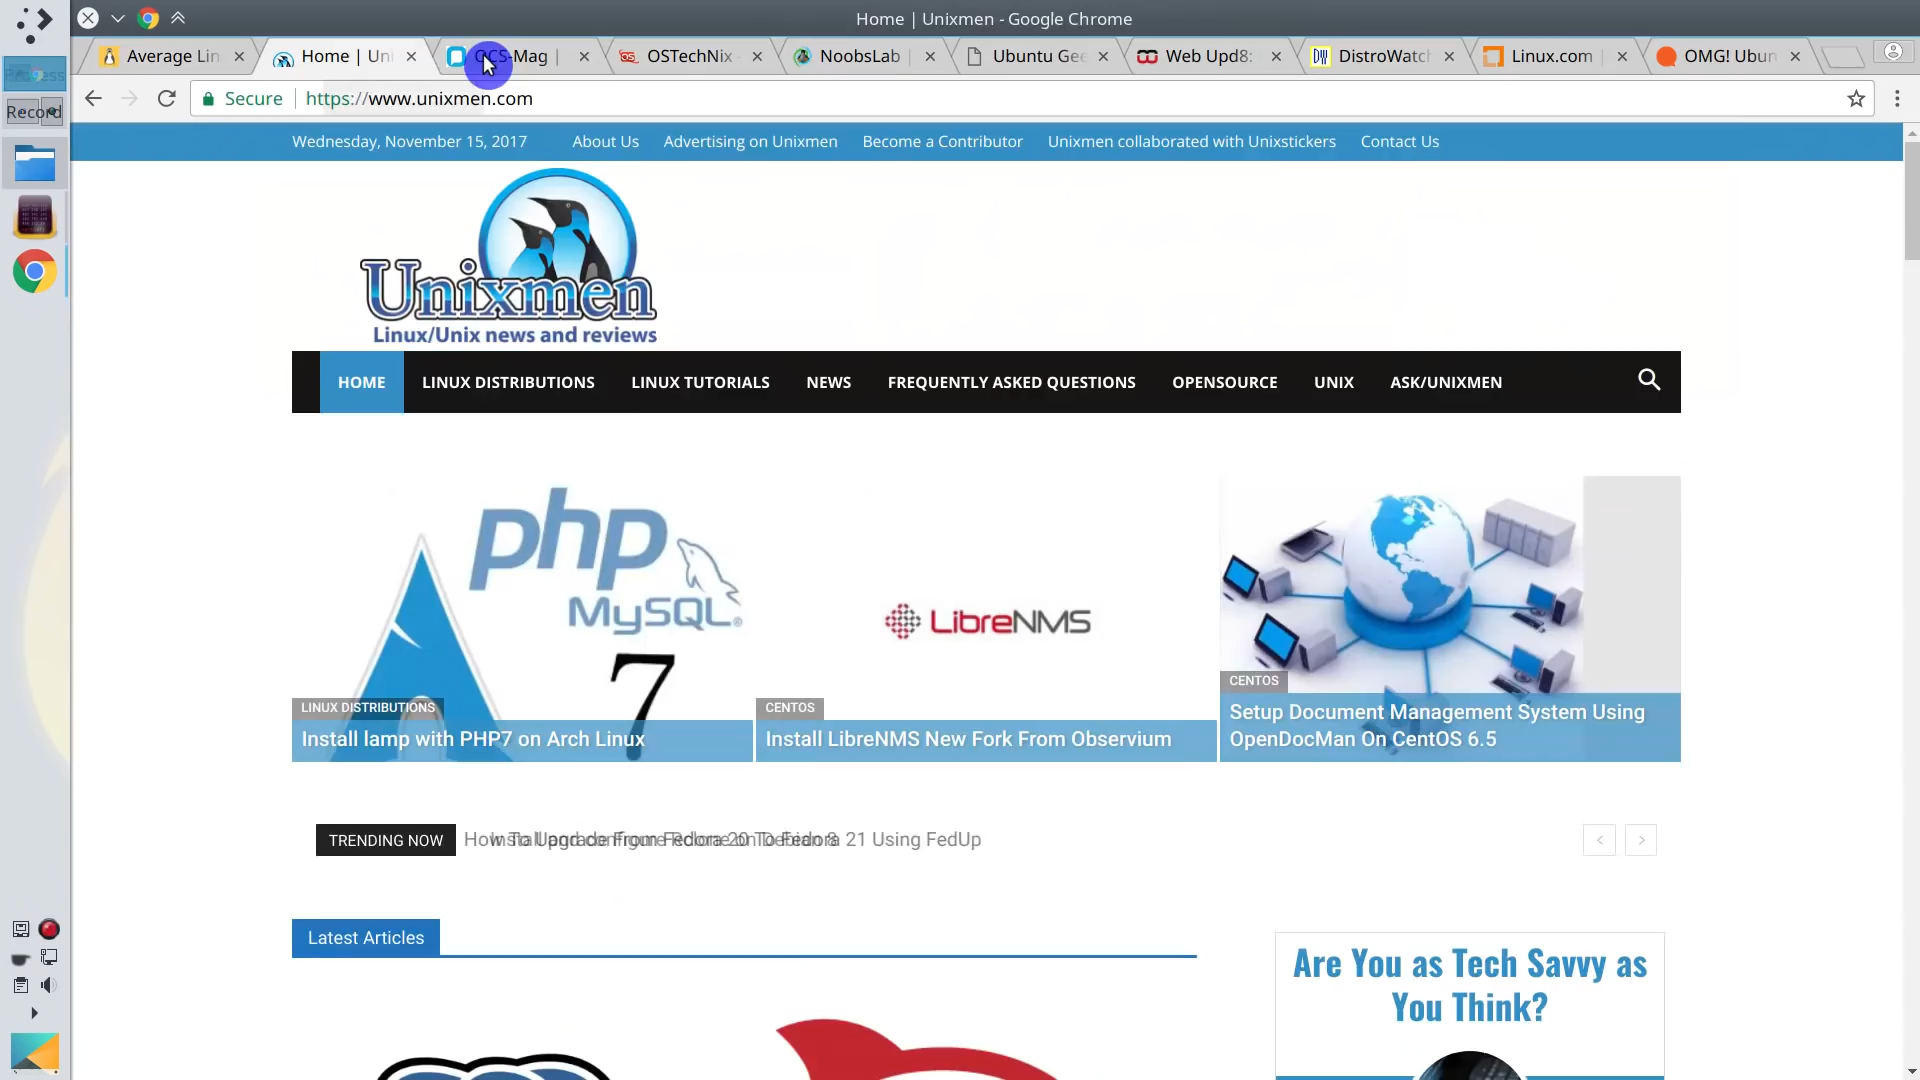 Home | Unixmen - Google Chrome
Average Lin
Home | Uni
OCS-Mag |
OSTechNix
NoobsLab
Ubuntu Gee
Web Upd8:
DistroWatch
Linux.com
OMG! Ubun
Record
Secure
https://www.unixmen.com
Wednesday, November 15, 2017
About Us
Advertising on Unixmen
Become a Contributor
Unixmen collaborated with Unixstickers
Contact Us
Unixmen
Linux/Unix news and reviews
HOME
LINUX DISTRIBUTIONS
LINUX TUTORIALS
NEWS
FREQUENTLY ASKED QUESTIONS
OPENSOURCE
UNIX
ASK/UNIXMEN
php
MySQL®
7
LINUX DISTRIBUTIONS
Install lamp with PHP7 on Arch Linux
LibreNMS
CENTOS
Install LibreNMS New Fork From Observium
CENTOS
Setup Document Management System Using
OpenDocMan On CentOS 6.5
TRENDING NOW
How To Upgrade From Fedora 20 To Fedora 21 Using FedUp
Latest Articles
Are You as Tech Savvy as
You Think?